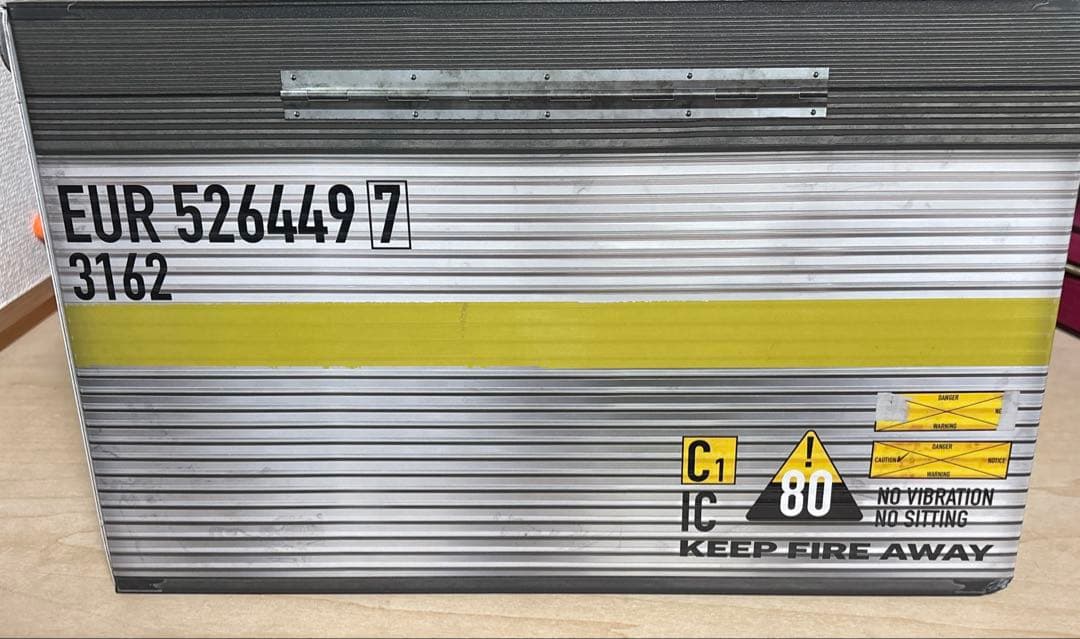 EUR 526449 7
3162
DANGER
WARNING
DANGER
CAUTION
NOTICE
WARNING
C1
IC
!
80
NO VIBRATION
NO SITTING
KEEP FIRE AWAY